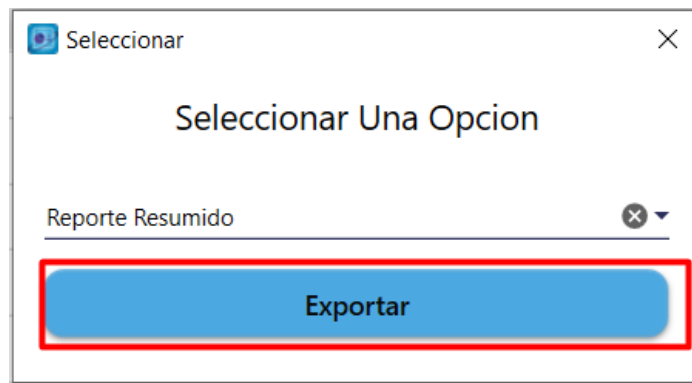 Seleccionar
Seleccionar Una Opcion
Reporte Resumido
Exportar